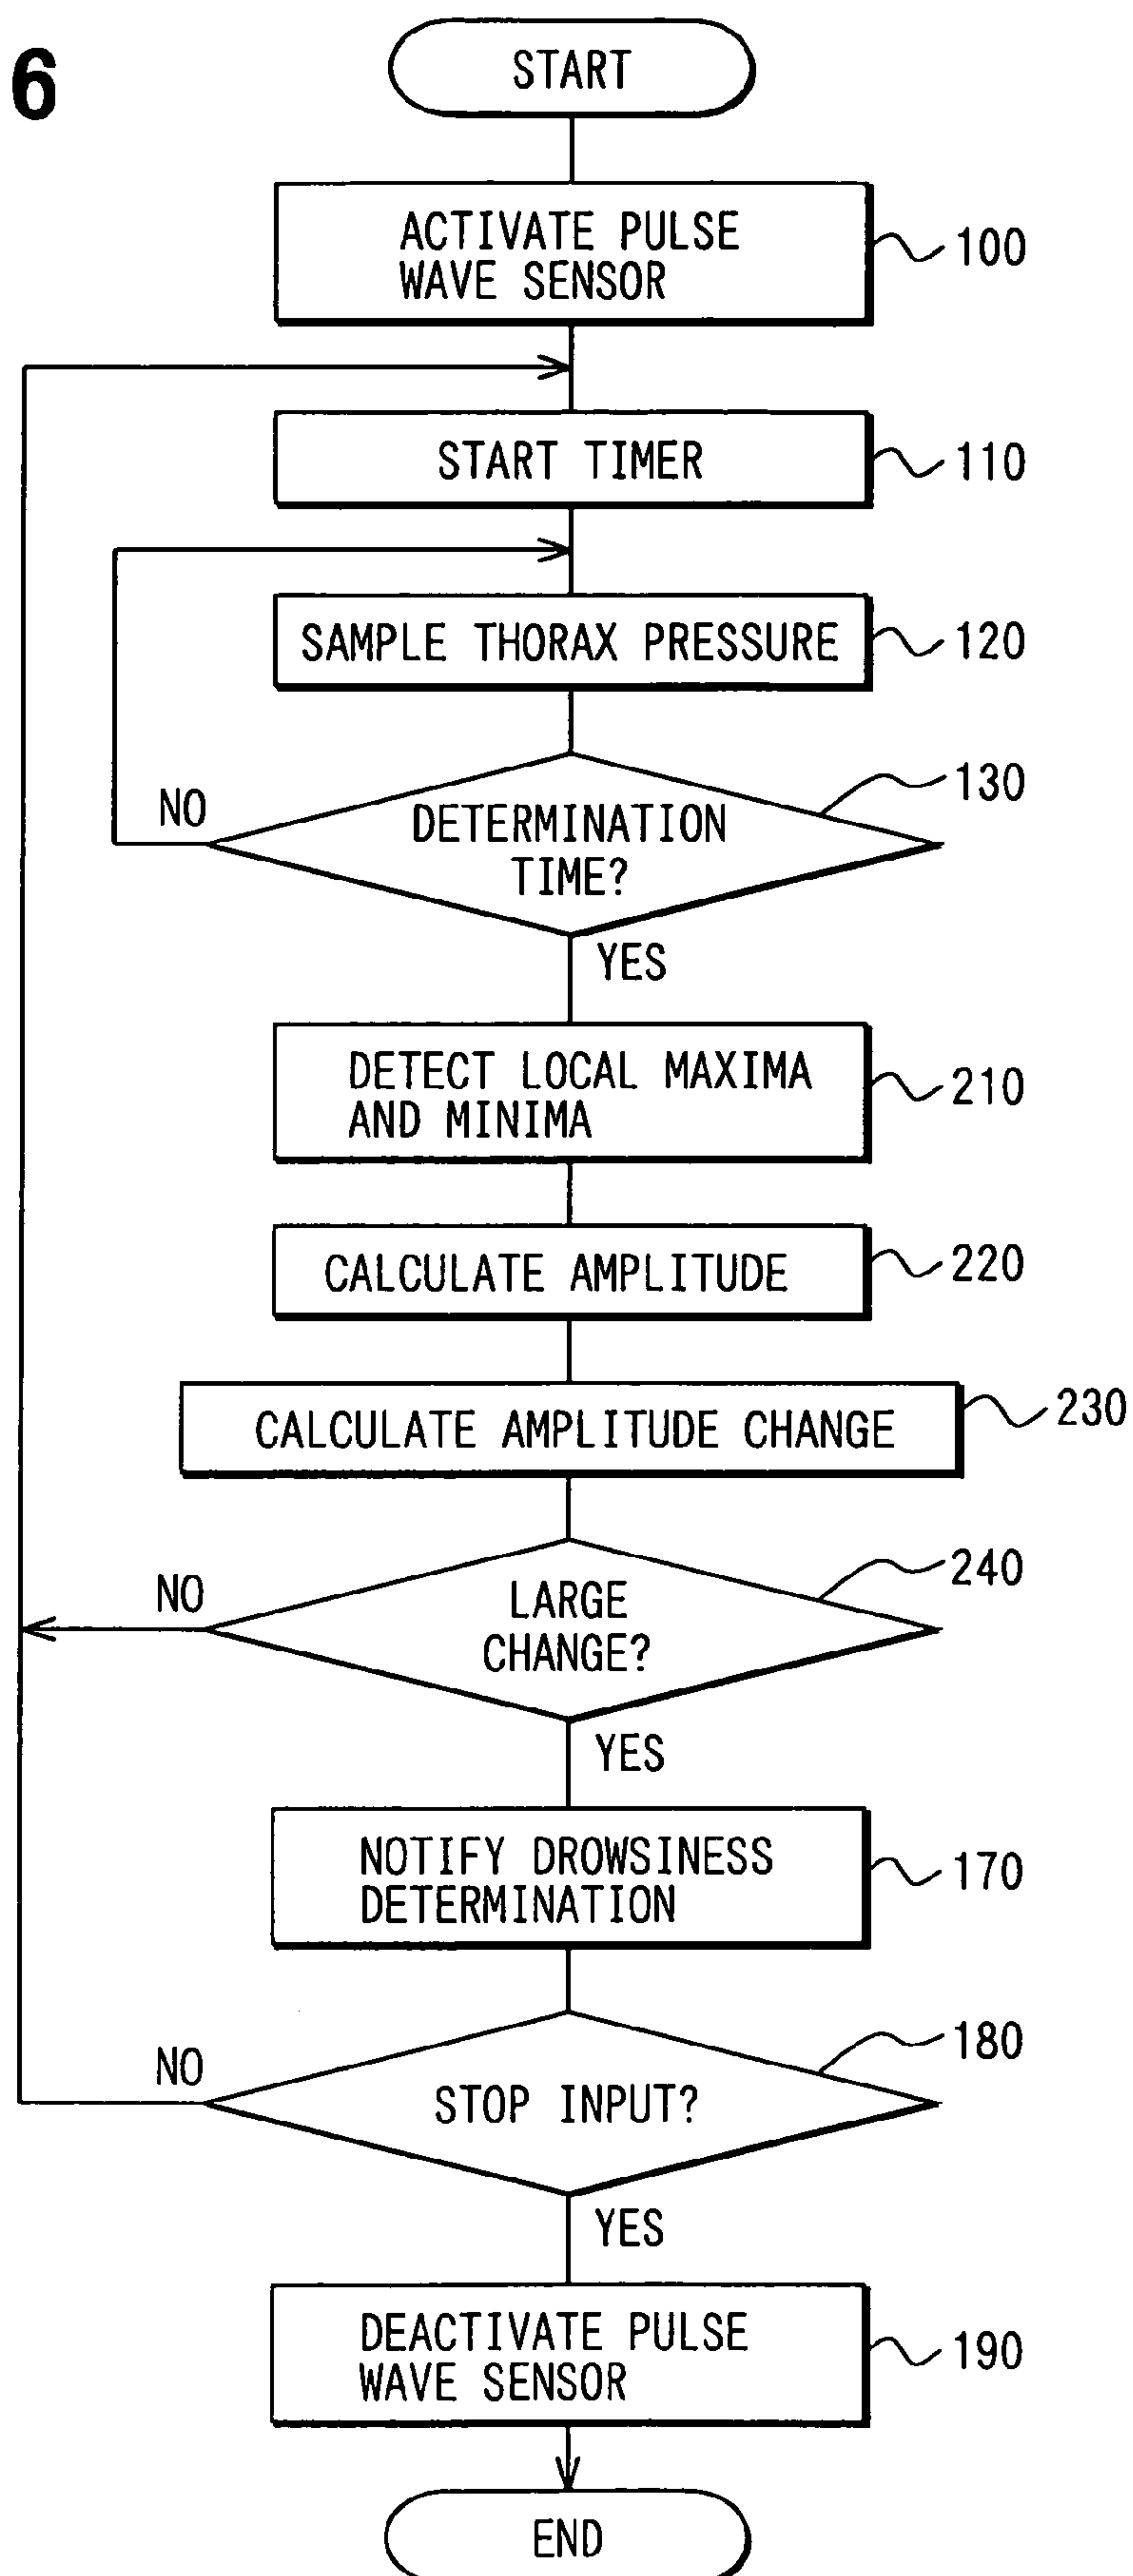 6
START
ACTIVATE PULSE
WAVE SENSOR
100
START TIMER
110
SAMPLE THORAX PRESSURE
120
130
NO
DETERMINATION
TIME?
YES
DETECT LOCAL MAXIMA
AND MINIMA
210
CALCULATE AMPLITUDE
220
CALCULATE AMPLITUDE CHANGE
230
240
NO
LARGE
CHANGE?
YES
NOTIFY DROWSINESS
DETERMINATION
170
180
NO
STOP INPUT?
YES
DEACTIVATE PULSE
WAVE SENSOR
190
END